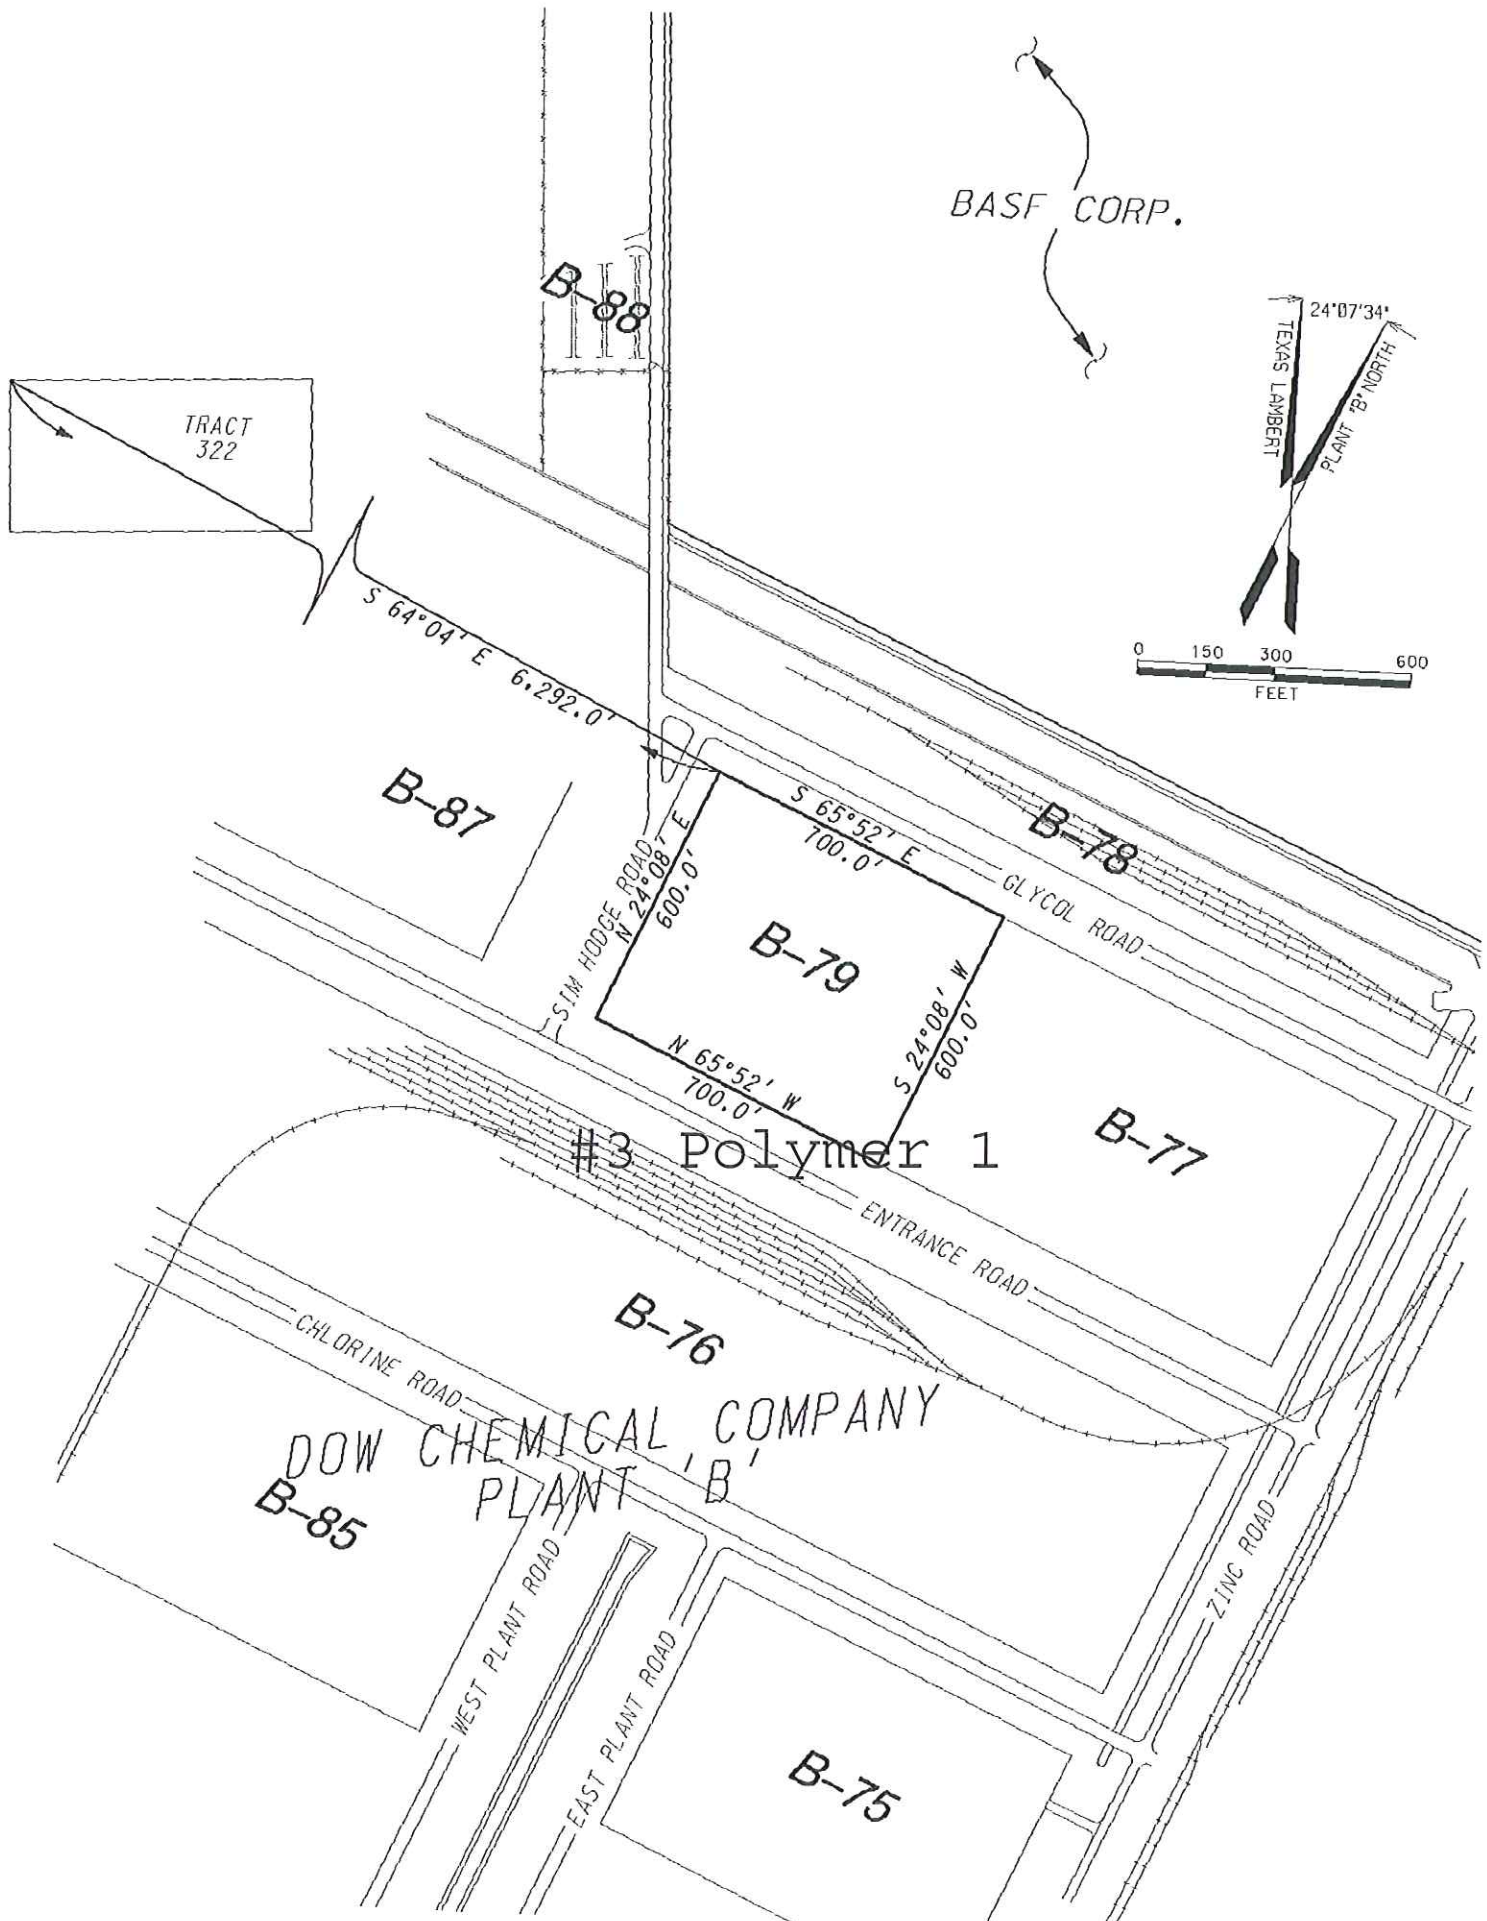 BASF CORP.
B-88
24°07'34"
TEXAS LAMBERT
PLANT "B" NORTH
TRACT
322
0 150 300 600
FEET
S 64°04' E 6,292.0'
B-87
S 65°52' E
700.0'
B-78
GLYCOL ROAD
SIM HODGE ROAD
N 24°08' E
600.0'
B-79
S 24°08' W
600.0'
N 65°52' W
700.0'
#3 Polymer 1
B-77
ENTRANCE ROAD
B-76
CHLORINE ROAD
DOW CHEMICAL COMPANY
PLANT 'B'
B-85
WEST PLANT ROAD
EAST PLANT ROAD
ZINC ROAD
B-75